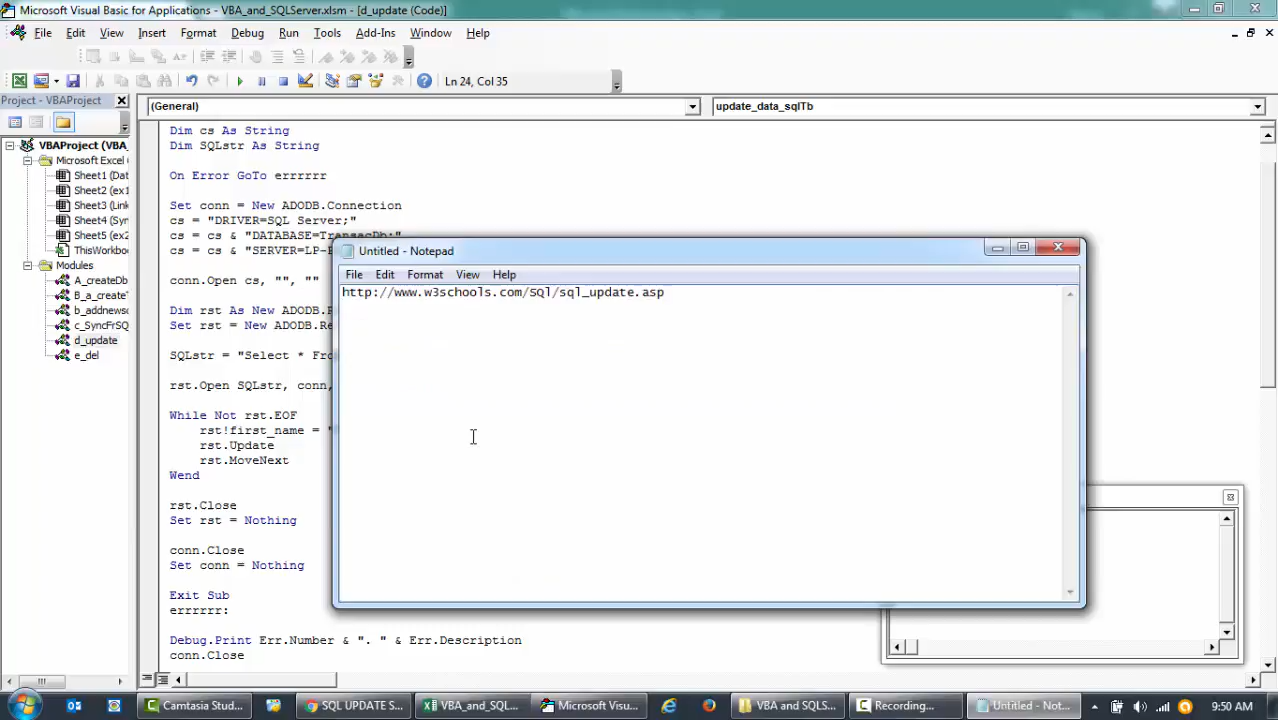 Microsoft Visual Basic for Applications - VBA_and_SQLServer.xlsm - [d_update (Code)]
File Edit View Insert Format Debug Run Tools Add-Ins Window Help
Ln 24, Col 35
Project - VBAProject
(General)
update_data_sqlTb
VBAProject (VBA_
Microsoft Excel
Sheet1 (Dat
Sheet2 (ex1
Sheet3 (Link
Sheet4 (Syn
Sheet5 (ex2
ThisWorkbo
Modules
A_createDb
B_a_create
b_addnews
c_SyncFrSQ
d_update
e_del
Dim cs As String
Dim SQLstr As String
On Error GoTo errrrrr
Set conn = New ADODB.Connection
cs = "DRIVER=SQL Server;"
cs = cs & "DATABASE=TransacDb;"
cs = cs & "SERVER=LP-
conn.Open cs, "", ""
Dim rst As New ADODB.R
Set rst = New ADODB.Re
SQLstr = "Select * Fro
rst.Open SQLstr, conn,
While Not rst.EOF
rst!first_name = "
rst.Update
rst.MoveNext
Wend
rst.Close
Set rst = Nothing
conn.Close
Set conn = Nothing
Exit Sub
errrrrr:
Debug.Print Err.Number & ". " & Err.Description
conn.Close
Untitled - Notepad
File Edit Format View Help
http://www.w3schools.com/SQl/sql_update.asp
Camtasia Stud...
SQL UPDATE S...
VBA_and_SQL...
Microsoft Visu...
VBA and SQLS...
Recording...
Untitled - Not...
9:50 AM